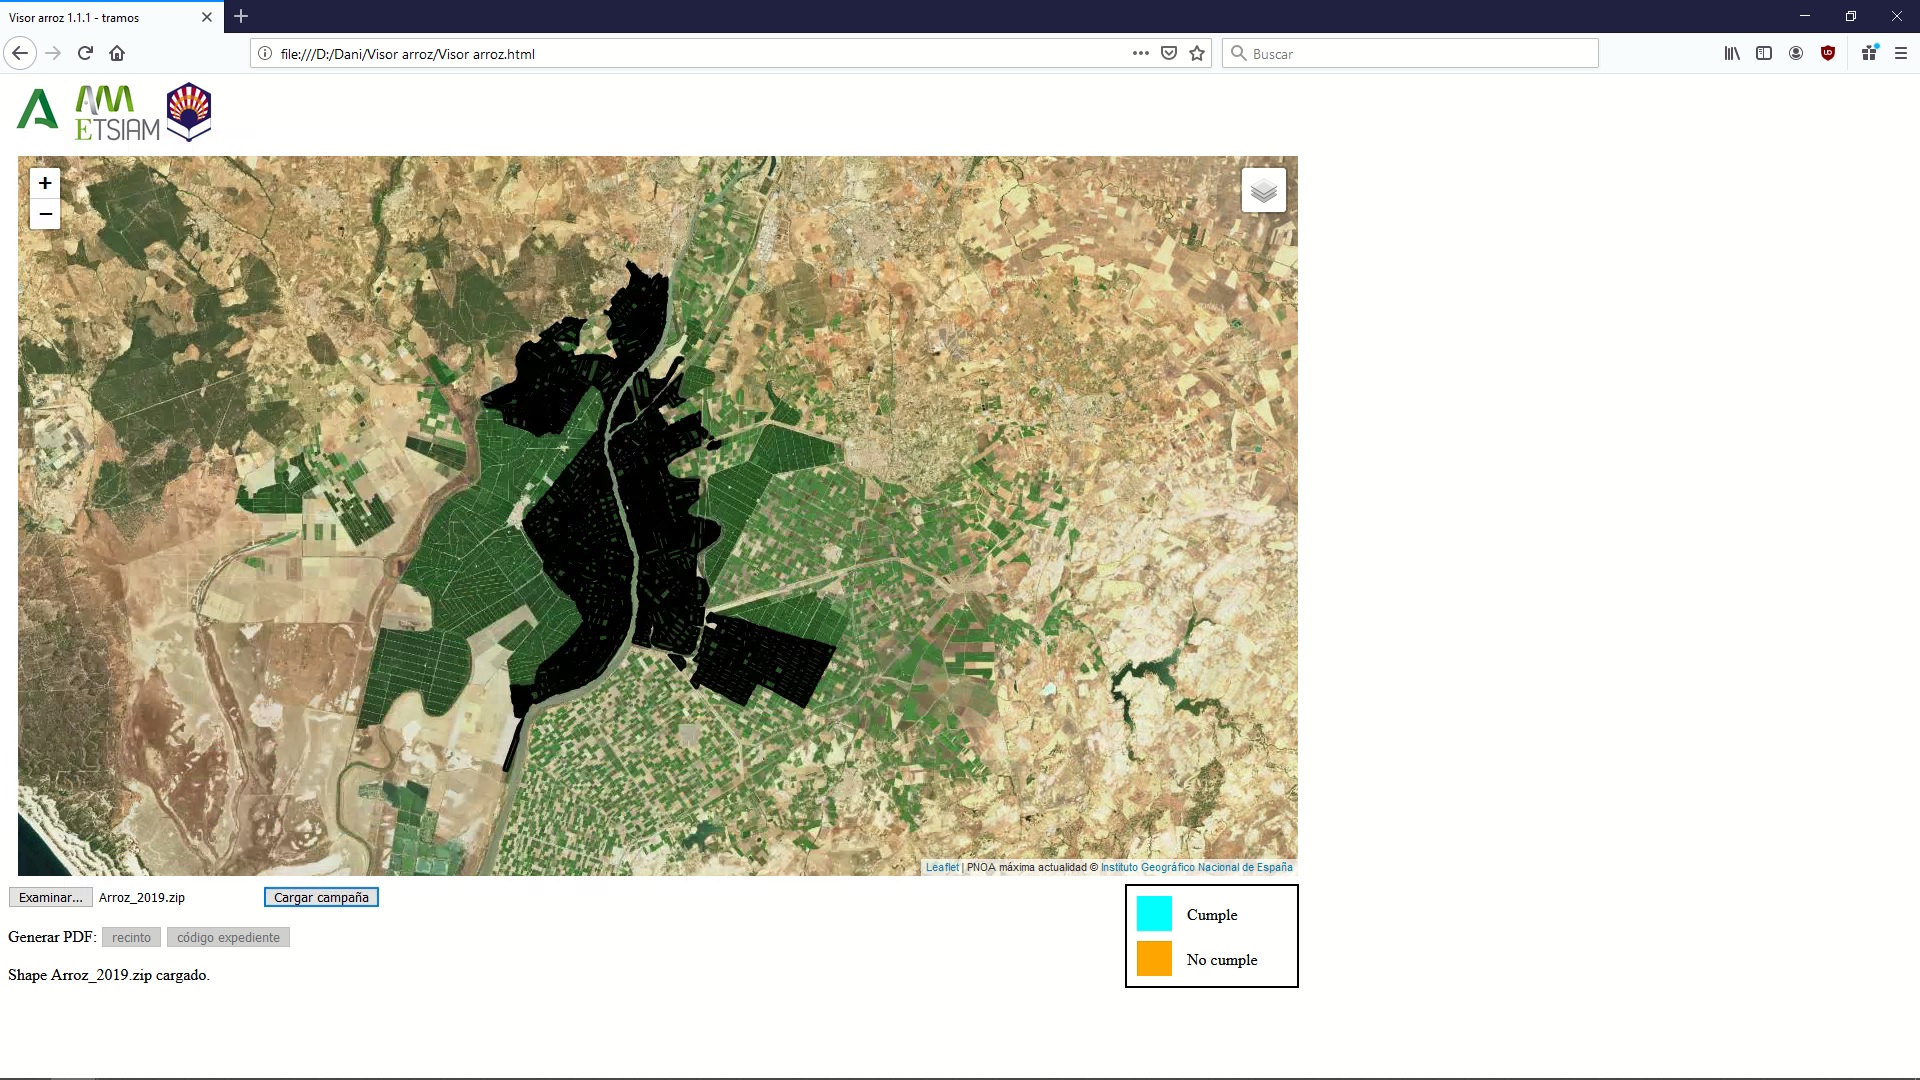 Visor arroz 1.1.1 - tramos
file:///D:/Dani/Visor arroz/Visor arroz.html
Buscar
ETSIAM
+
−
Leaflet | PNOA máxima actualidad © Instituto Geográfico Nacional de España
Examinar... Arroz_2019.zip Cargar campaña
Cumple
Generar PDF: recinto código expediente
No cumple
Shape Arroz_2019.zip cargado.